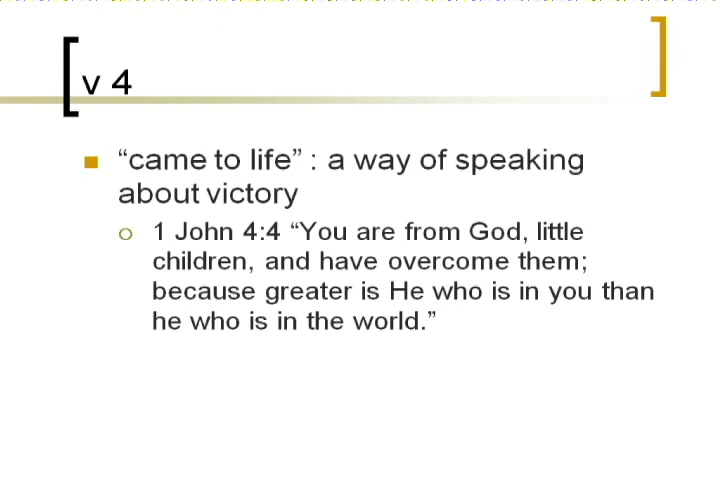 v 4
“came to life” : a way of speaking
about victory
1 John 4:4 “You are from God, little
children, and have overcome them;
because greater is He who is in you than
he who is in the world.”